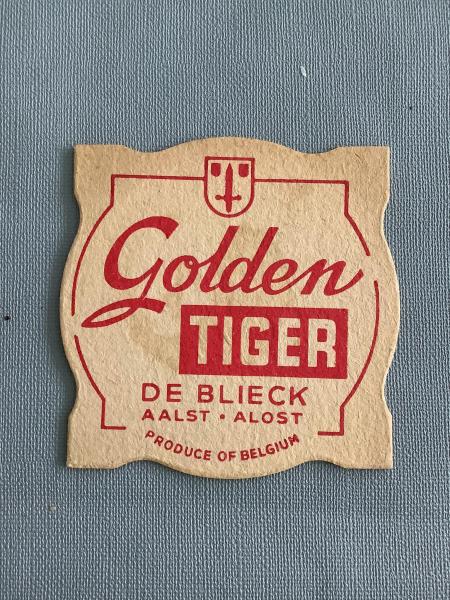 Golden
TIGER
DE BLIECK
AALST • ALOST
PRODUCE OF BELGIUM